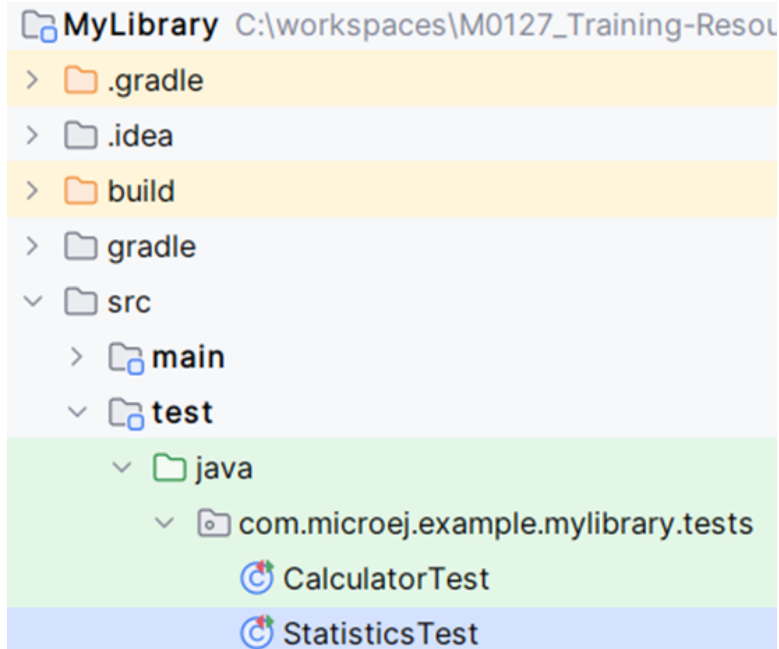 MyLibrary C:\workspaces\M0127_Training-Resou
.gradle
.idea
build
gradle
src
main
test
java
com.microej.example.mylibrary.tests
CalculatorTest
StatisticsTest